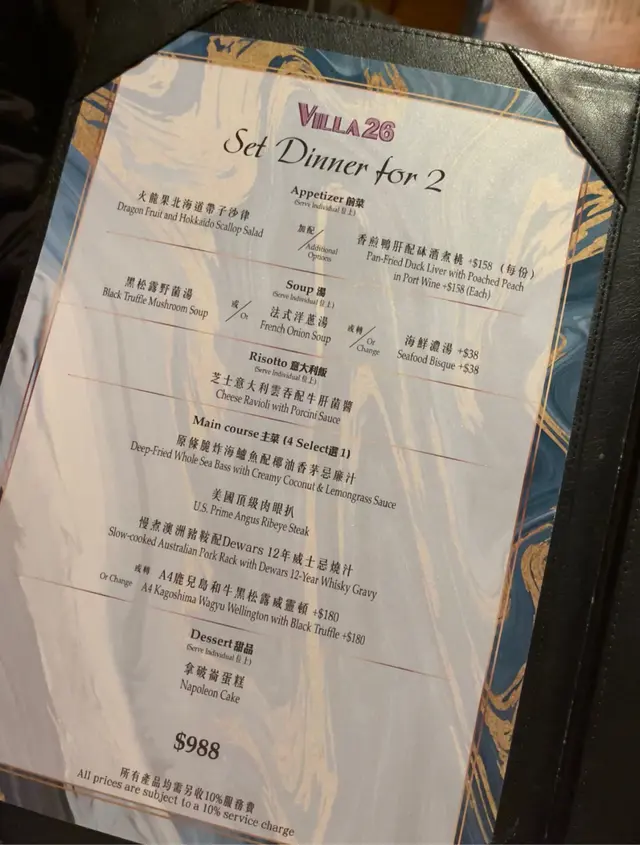 VILLA 26
Set Dinner for 2
Appetizer 前菜
(Serve Individual 位上)
火龍果北海道帶子沙律
Dragon Fruit and Hokkaido Scallop Salad
加配
/
Additional
Options
香煎鴨肝配砵酒煮桃 +$158 (每份)
Pan-Fried Duck Liver with Poached Peach
in Port Wine +$158 (Each)
Soup 湯
(Serve Individual 位上)
黑松露野菌湯
Black Truffle Mushroom Soup
或
/
Or
法式洋蔥湯
French Onion Soup
或轉
/
Or
Change
海鮮濃湯 +$38
Seafood Bisque +$38
Risotto 意大利飯
(Serve Individual 位上)
芝士意大利雲吞配牛肝菌醬
Cheese Ravioli with Porcini Sauce
Main course主菜 (4 Select選1)
原條脆炸海鱸魚配椰油香茅忌廉汁
Deep-Fried Whole Sea Bass with Creamy Coconut & Lemongrass Sauce
美國頂級肉眼扒
U.S. Prime Angus Ribeye Steak
慢煮澳洲豬鞍配Dewars 12年威士忌燒汁
Slow-cooked Australian Pork Rack with Dewars 12-Year Whisky Gravy
或轉
Or Change
A4鹿兒島和牛黑松露威靈頓 +$180
A4 Kagoshima Wagyu Wellington with Black Truffle +$180
Dessert 甜品
(Serve Individual 位上)
拿破崙蛋糕
Napoleon Cake
$988
所有產品均需另收10%服務費
All prices are subject to a 10% service charge